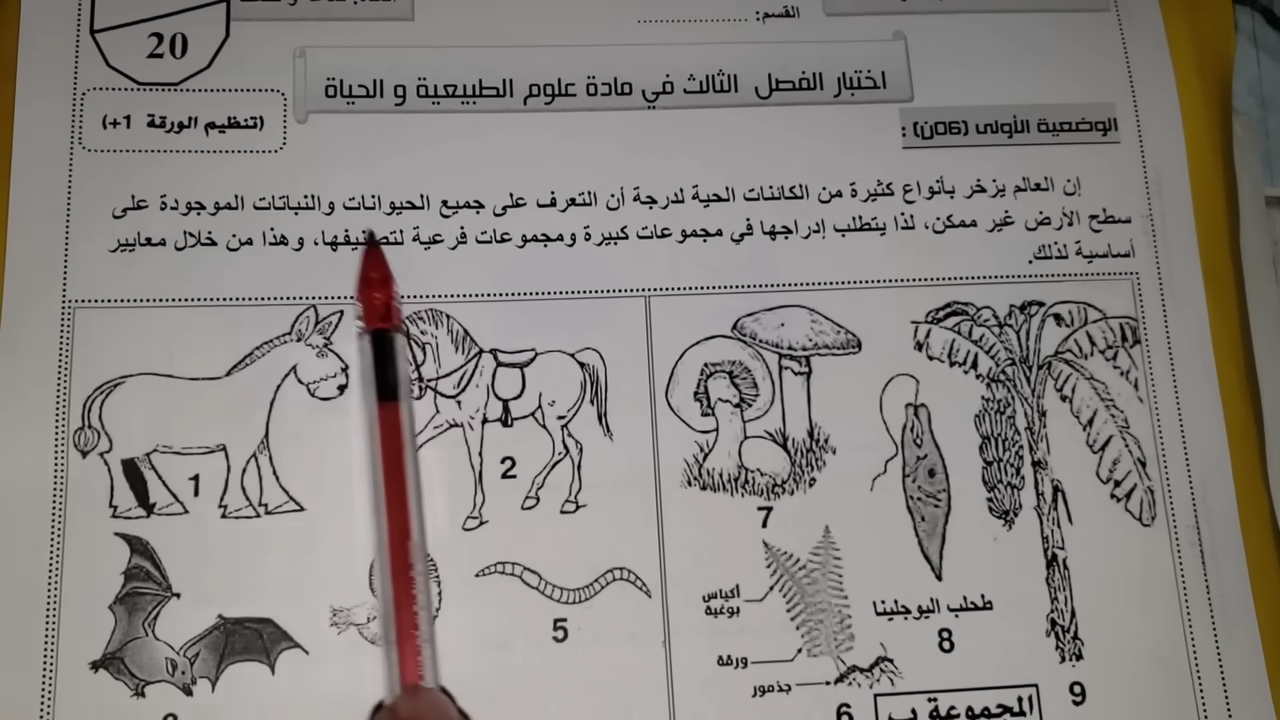 القسم: ..................
20
اختبار الفصل الثالث في مادة علوم الطبيعية و الحياة
(تنظيم الورقة 1+)
الوضعية الأولى (06ن) :
إن العالم يزخر بأنواع كثيرة من الكائنات الحية لدرجة أن التعرف على جميع الحيوانات والنباتات الموجودة على
سطح الأرض غير ممكن، لذا يتطلب إدراجها في مجموعات كبيرة ومجموعات فرعية لتصنيفها، وهذا من خلال معايير
أساسية لذلك.
1
2
7
5
أكياس
بوغية
ورقة
جذمور
6
طحلب اليوجلينا
8
9
المجموعة ب